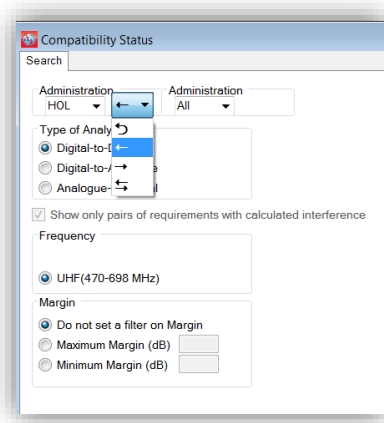 Compatibility Status
Search
Administration Administration
HOL ← All
Type of Analy
↩
Digital-to-D ←
Digital-to-A → e
Analogue- ⇆ l
Show only pairs of requirements with calculated interference
Frequency
UHF(470-698 MHz)
Margin
Do not set a filter on Margin
Maximum Margin (dB)
Minimum Margin (dB)